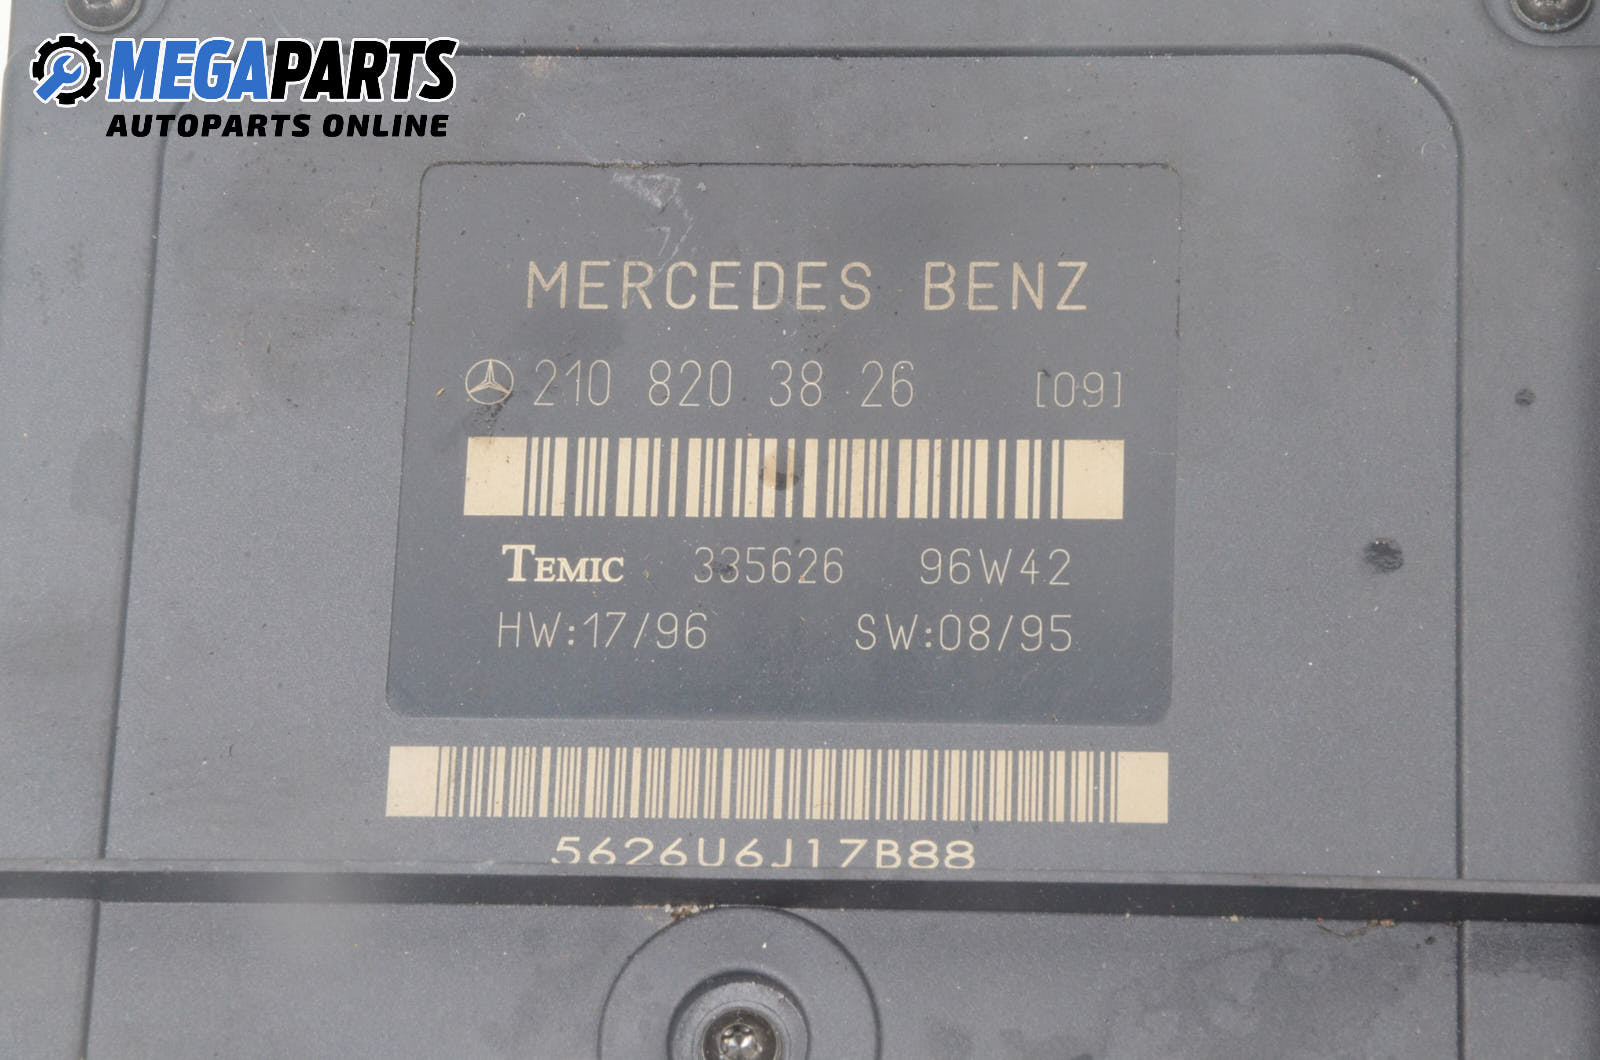 MEGAPARTS
AUTOPARTS ONLINE
MERCEDES BENZ
210 820 38 26 [09]
TEMIC 335626 96W42
HW:17/96 SW:08/95
5626U6J17B88